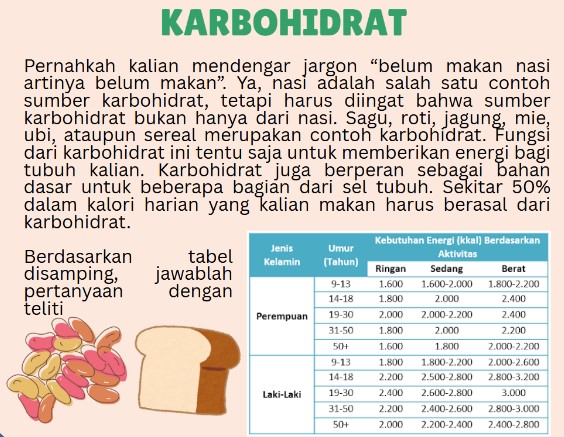 KARBOHIDRAT
Pernahkah kalian mendengar jargon “belum makan nasi
artinya belum makan”. Ya, nasi adalah salah satu contoh
sumber karbohidrat, tetapi harus diingat bahwa sumber
karbohidrat bukan hanya dari nasi. Sagu, roti, jagung, mie,
ubi, ataupun sereal merupakan contoh karbohidrat. Fungsi
dari karbohidrat ini tentu saja untuk memberikan energi bagi
tubuh kalian. Karbohidrat juga berperan sebagai bahan
dasar untuk beberapa bagian dari sel tubuh. Sekitar 50%
dalam kalori harian yang kalian makan harus berasal dari
karbohidrat.
Berdasarkan tabel
disamping, jawablah
pertanyaan dengan
teliti
Jenis Kelamin Umur (Tahun) Kebutuhan Energi (kkal) Berdasarkan Aktivitas
Ringan Sedang Berat
Perempuan 9-13 1.600 1.600-2.000 1.800-2.200
14-18 1.800 2.000 2.400
19-30 2.000 2.000-2.200 2.400
31-50 1.800 2.000 2.200
50+ 1.600 1.800 2.000-2.200
Laki-Laki 9-13 1.800 1.800-2.200 2.000-2.600
14-18 2.200 2.500-2.800 2.800-3.200
19-30 2.400 2.600-2.800 3.000
31-50 2.200 2.400-2.600 2.800-3.000
50+ 2.000 2.200-2.400 2.400-2.800